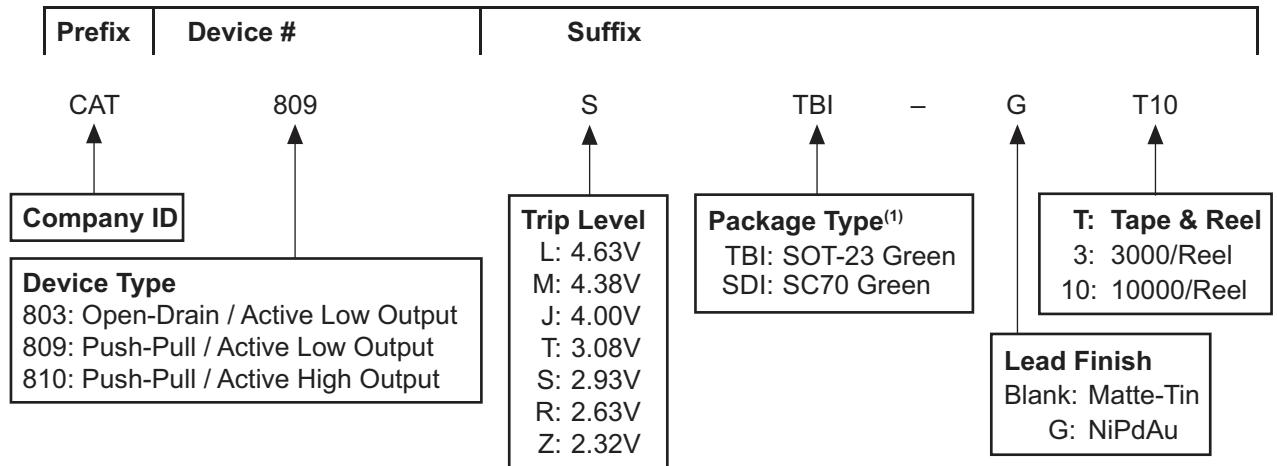 Prefix Device # Suffix
CAT 809 S TBI – G T10
Company ID
Device Type
803: Open-Drain / Active Low Output
809: Push-Pull / Active Low Output
810: Push-Pull / Active High Output
Trip Level
L: 4.63V
M: 4.38V
J: 4.00V
T: 3.08V
S: 2.93V
R: 2.63V
Z: 2.32V
Package Type(1)
TBI: SOT-23 Green
SDI: SC70 Green
T: Tape & Reel
3: 3000/Reel
10: 10000/Reel
Lead Finish
Blank: Matte-Tin
G: NiPdAu